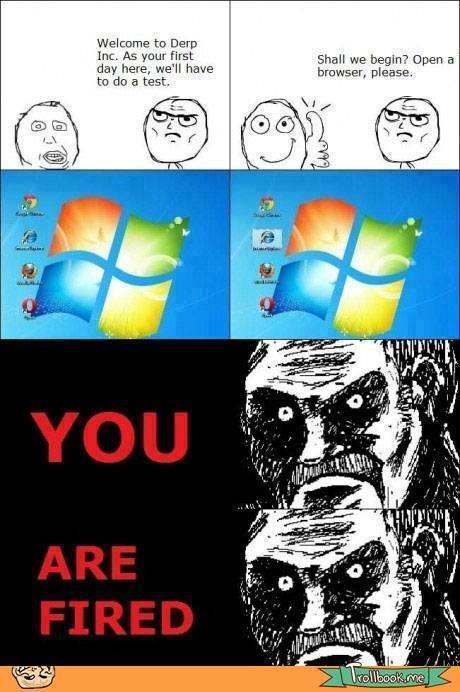 Welcome to Derp
Inc. As your first
day here, we'll have
to do a test.
Shall we begin? Open a
browser, please.
YOU
ARE
FIRED
Trollbook.me